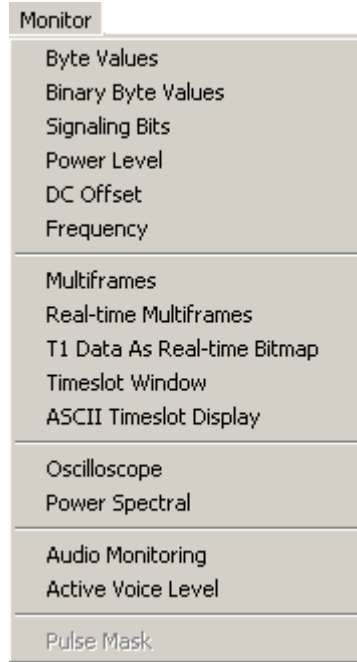 Monitor
Byte Values
Binary Byte Values
Signaling Bits
Power Level
DC Offset
Frequency
Multiframes
Real-time Multiframes
T1 Data As Real-time Bitmap
Timeslot Window
ASCII Timeslot Display
Oscilloscope
Power Spectral
Audio Monitoring
Active Voice Level
Pulse Mask